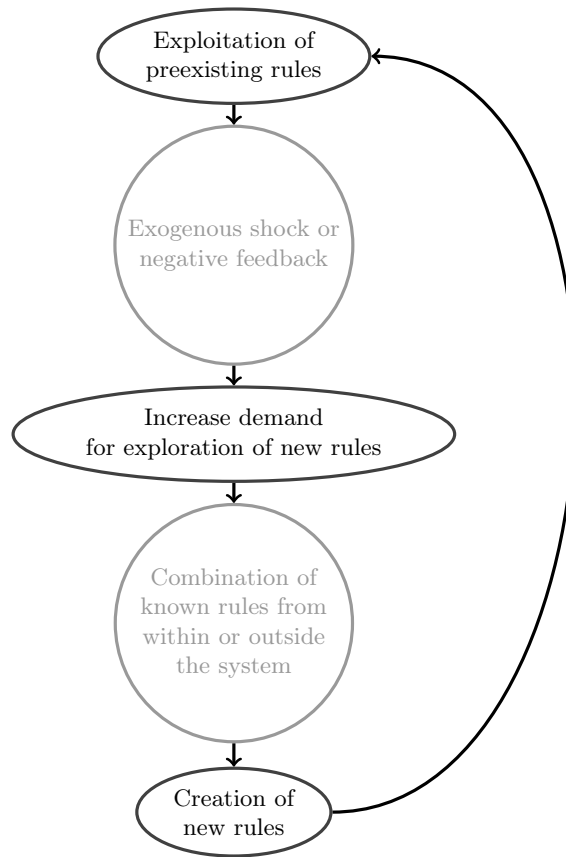 Exploitation of
preexisting rules
Exogenous shock or
negative feedback
Increase demand
for exploration of new rules
Combination of
known rules from
within or outside
the system
Creation of
new rules